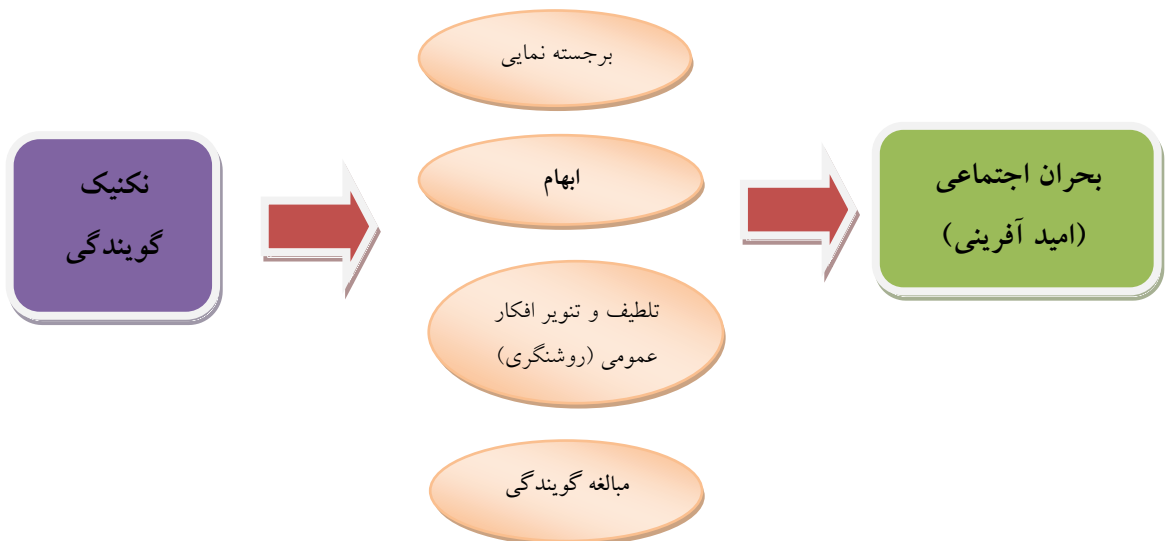 برجسته نمایی
ابهام
تلطیف و تنویر افکار
عمومی (روشنگری)
مبالغه گویندگی
نکنیک
گویندگی
بحران اجتماعی
(امید آفرینی)